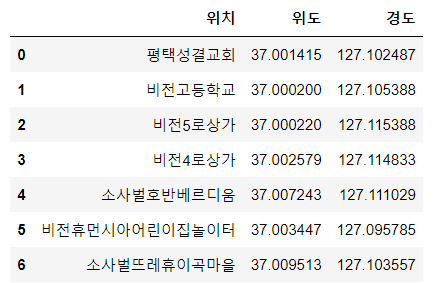 위치 위도 경도
0 평택성결교회 37.001415 127.102487
1 비전고등학교 37.000200 127.105388
2 비전5로상가 37.000220 127.115388
3 비전4로상가 37.002579 127.114833
4 소사벌호반베르디움 37.007243 127.111029
5 비전휴먼시아어린이집놀이터 37.003447 127.095785
6 소사벌뜨레휴이곡마을 37.009513 127.103557